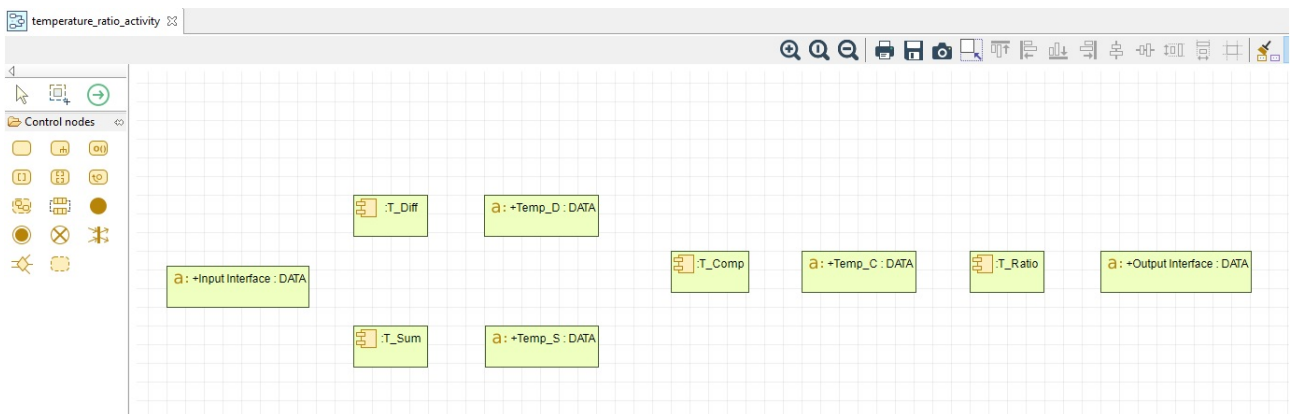 temperature_ratio_activity
Control nodes
:T_Diff
a: +Temp_D : DATA
:T_Comp
a: +Temp_C : DATA
:T_Ratio
a: +Output Interface : DATA
a: +Input Interface : DATA
:T_Sum
a: +Temp_S : DATA